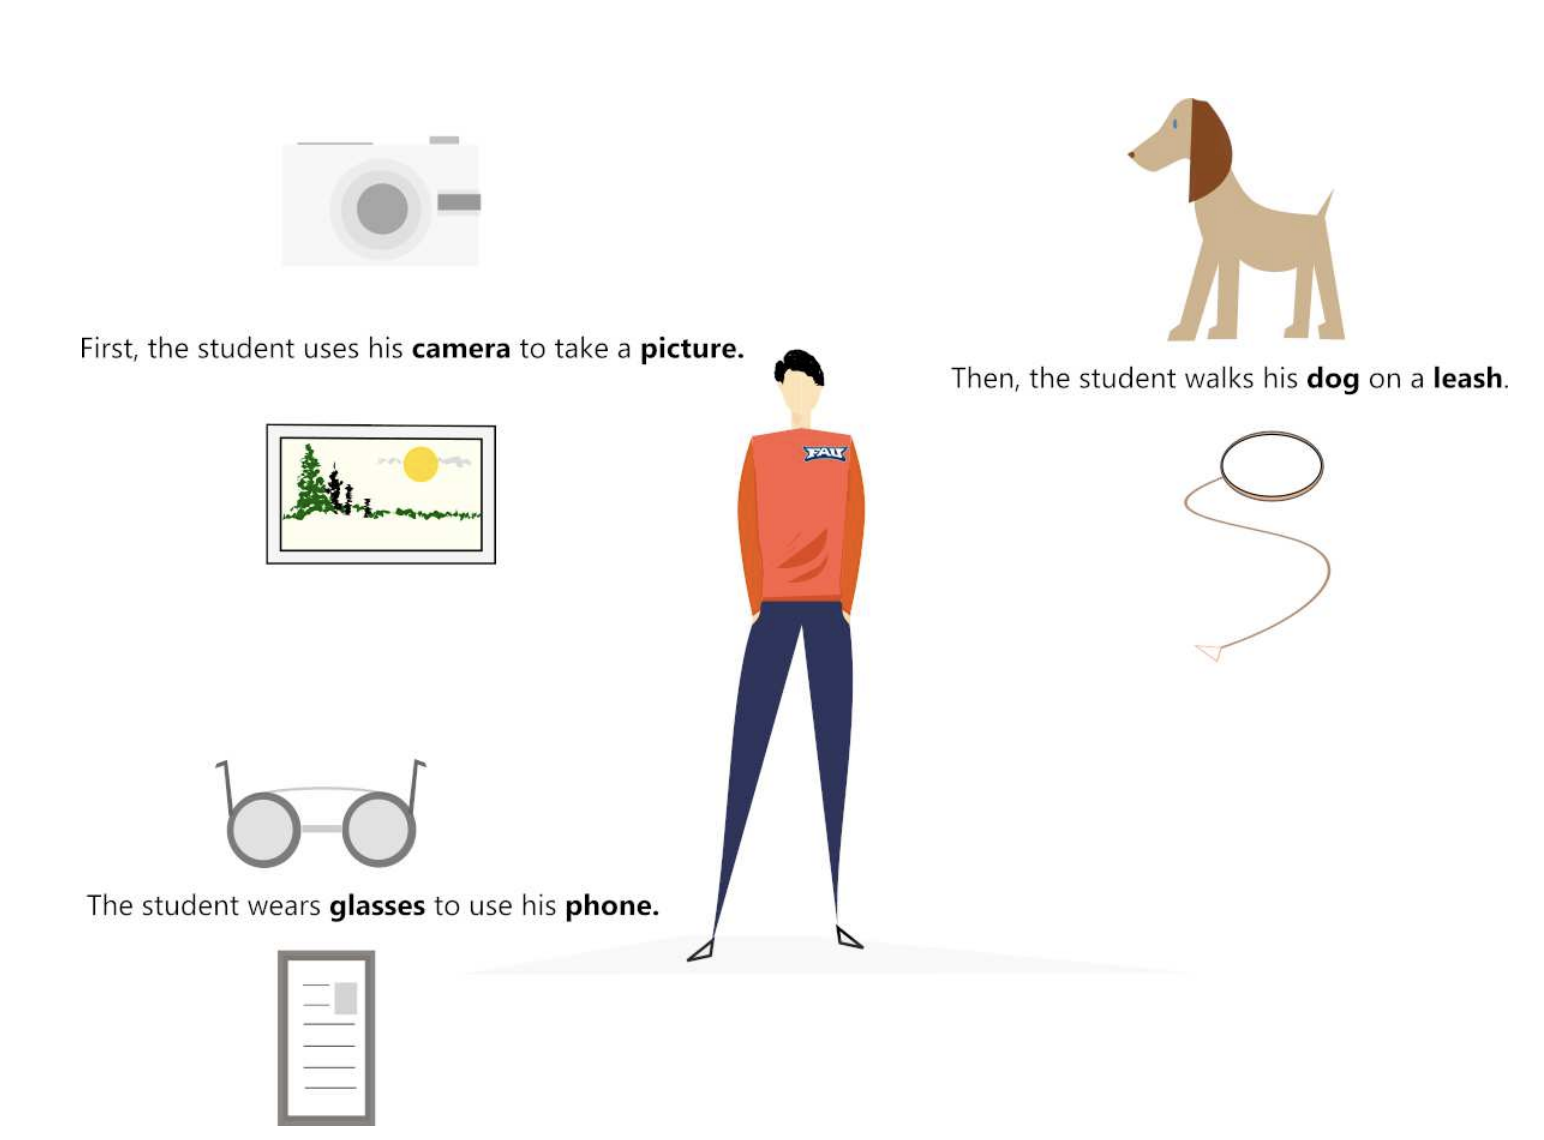 First, the student uses his camera to take a picture.
Then, the student walks his dog on a leash.
FAU
The student wears glasses to use his phone.